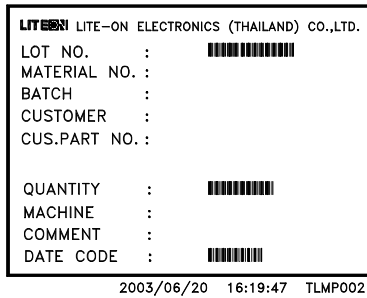 LITEON LITE-ON ELECTRONICS (THAILAND) CO.,LTD.
LOT NO. :
MATERIAL NO. :
BATCH :
CUSTOMER :
CUS.PART NO. :
QUANTITY :
MACHINE :
COMMENT :
DATE CODE :
2003/06/20 16:19:47 TLMP002